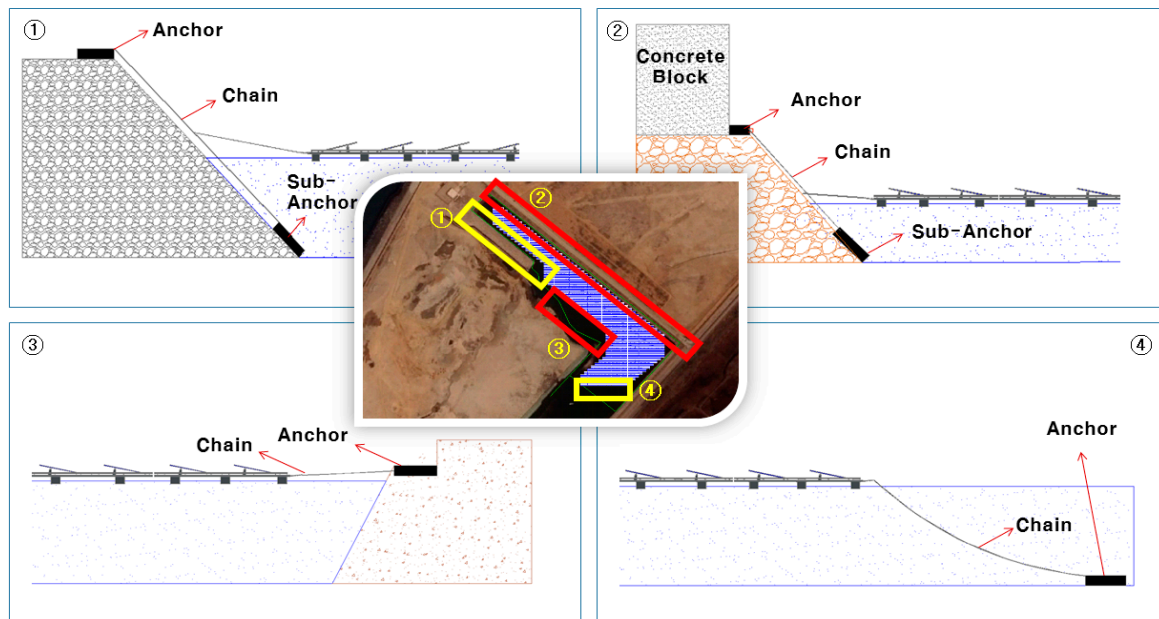 ①
Anchor
Chain
Sub-
Anchor
②
Concrete
Block
Anchor
Chain
Sub-Anchor
①
②
③
④
③
Chain
Anchor
④
Anchor
Chain